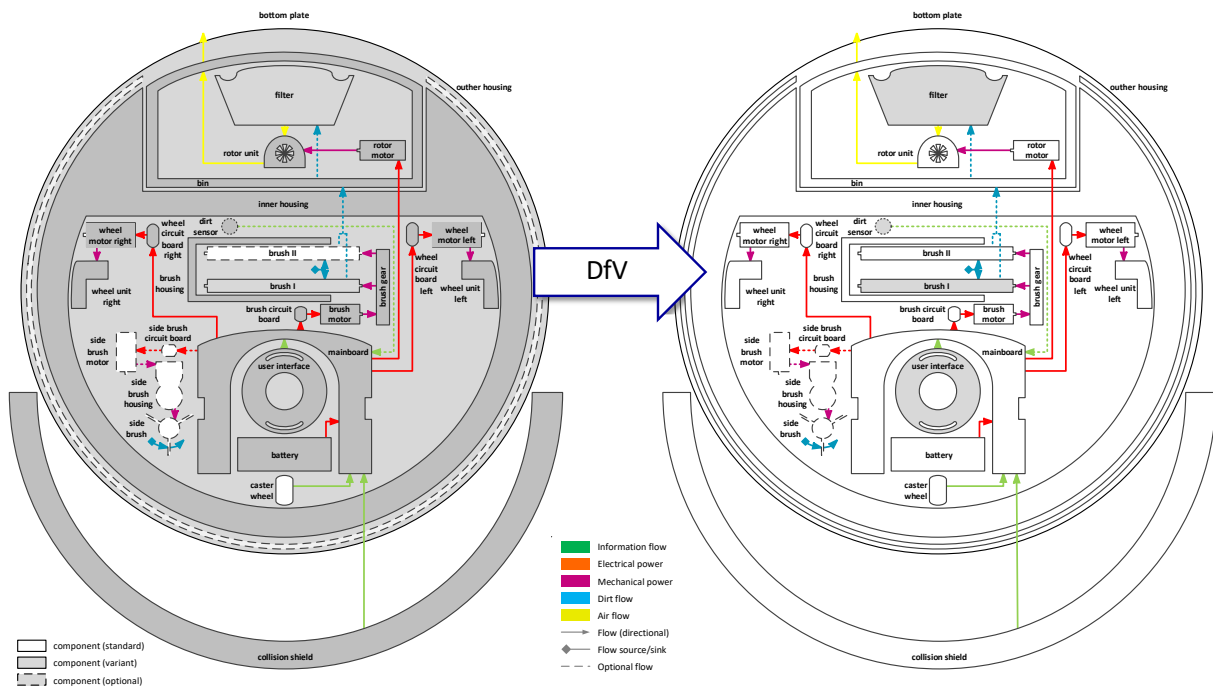 bottom plate
outher housing
filter
rotor unit
rotor
motor
bin
inner housing
wheel
motor right
wheel
circuit
board
right
dirt
sensor
wheel
motor left
brush II
brush I
brush
housing
wheel unit
right
brush gear
wheel
circuit
board
left
wheel unit
left
brush circuit
board
brush
motor
side brush
circuit board
side
brush
motor
mainboard
user interface
side
brush
housing
side
brush
battery
caster
wheel
collision shield
component (standard)
component (variant)
component (optional)
DfV
Information flow
Electrical power
Mechanical power
Dirt flow
Air flow
Flow (directional)
Flow source/sink
Optional flow
bottom plate
outher housing
filter
rotor unit
rotor
motor
bin
inner housing
wheel
motor right
wheel
circuit
board
right
dirt
sensor
wheel
motor left
brush II
brush I
brush
housing
wheel unit
right
brush gear
wheel
circuit
board
left
wheel unit
left
brush circuit
board
brush
motor
side brush
circuit board
side
brush
motor
mainboard
user interface
side
brush
housing
side
brush
battery
caster
wheel
collision shield